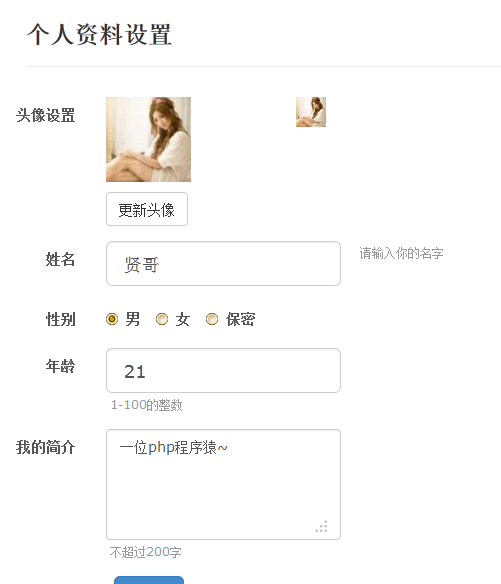 个人资料设置
头像设置
更新头像
姓名 贤哥 请输入你的名字
性别 男 女 保密
年龄 21
1-100的整数
我的简介 一位php程序猿~
不超过200字